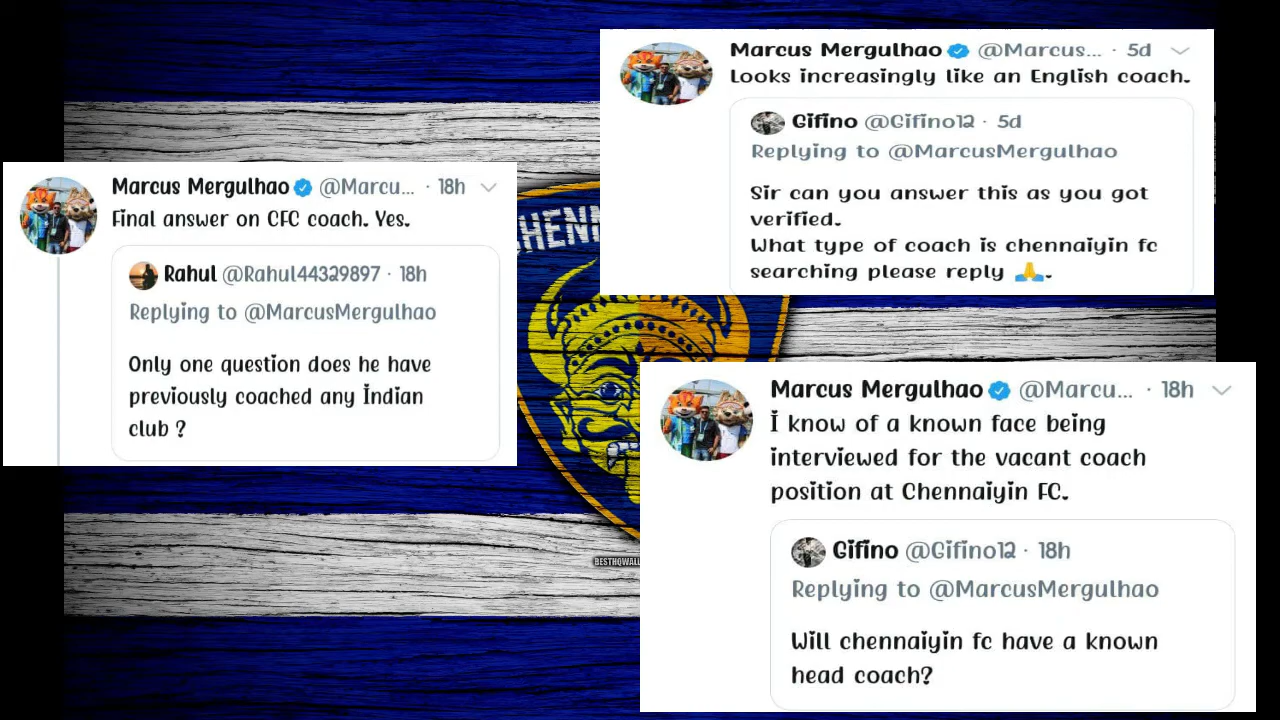 Marcus Mergulhao @Marcus... · 5d
Looks increasingly like an English coach.
Gifino @Gifino12 · 5d
Replying to @MarcusMergulhao
Sir can you answer this as you got
verified.
What type of coach is chennaiyin fc
searching please reply 🙏.
Marcus Mergulhao @Marcu... · 18h
Final answer on CFC coach. Yes.
Rahul @Rahul44329897 · 18h
Replying to @MarcusMergulhao
Only one question does he have
previously coached any İndian
club ?
CHENN
Marcus Mergulhao @Marcu... · 18h
İ know of a known face being
interviewed for the vacant coach
position at Chennaiyin FC.
Gifino @Gifino12 · 18h
Replying to @MarcusMergulhao
Will chennaiyin fc have a known
head coach?
BESTHQWAL